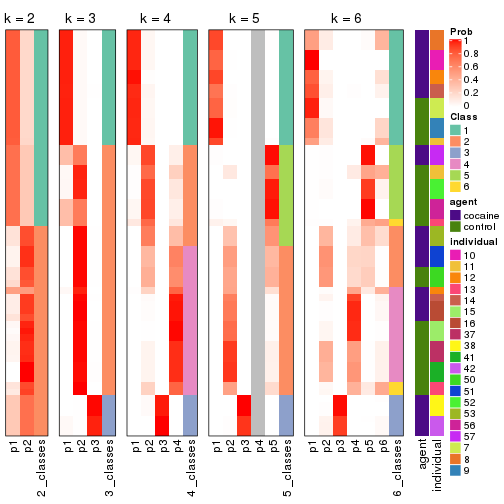 k = 2
k = 3
k = 4
k = 5
k = 6
p1
p2
2_classes
p1
p2
p3
3_classes
p1
p2
p3
p4
4_classes
p1
p2
p3
p4
p5
5_classes
p1
p2
p3
p4
p5
p6
6_classes
agent
individual
Prob
1
0.8
0.6
0.4
0.2
0
Class
1
2
3
4
5
6
agent
cocaine
control
individual
10
11
12
13
14
15
16
37
38
41
42
50
51
52
53
56
57
7
8
9